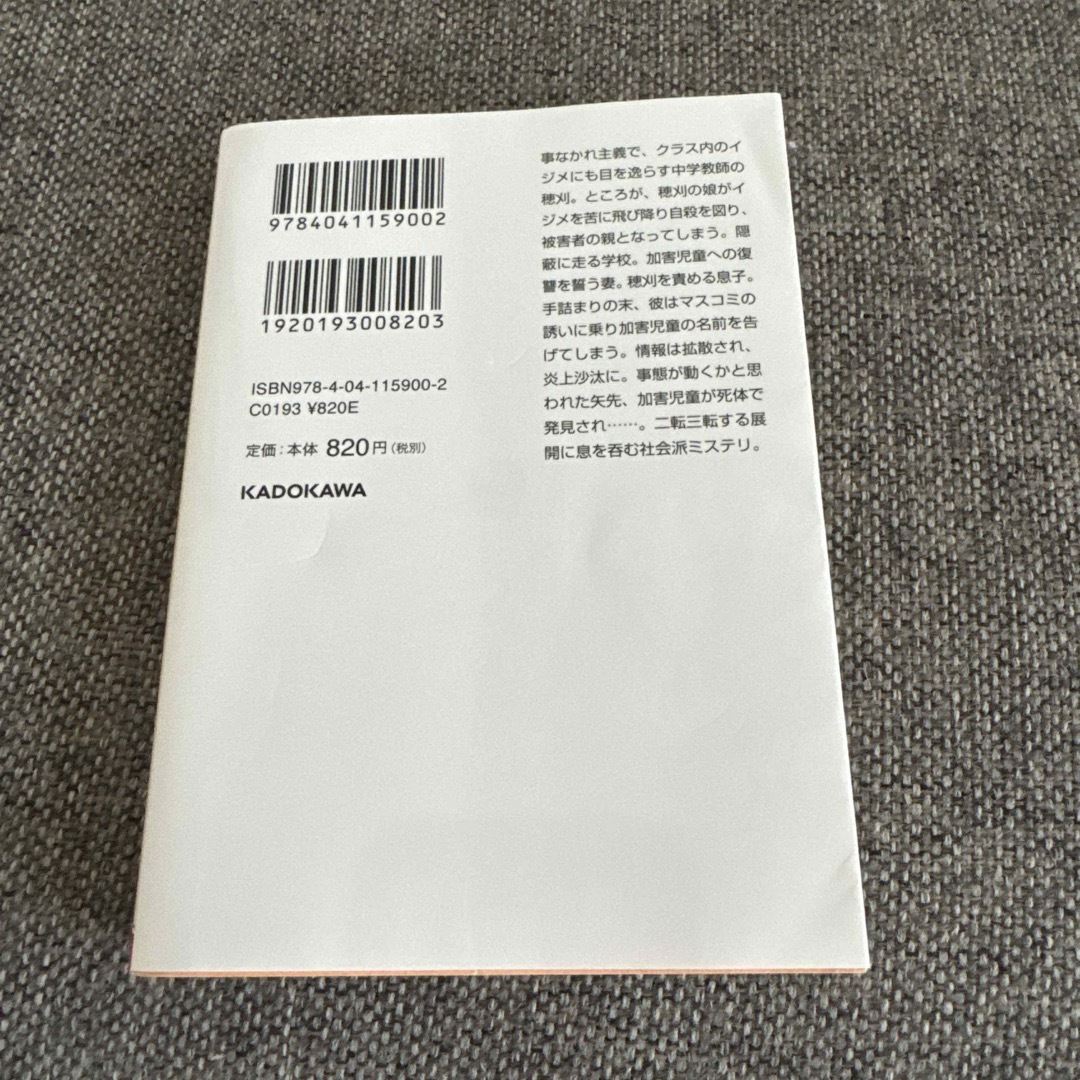 9784041159002
1920193008203
ISBN978-4-04-115900-2
C0193 ¥820E
定価：本体 820円（税別）
KADOKAWA
事なかれ主義で、クラス内のイ
ジメにも目を逸らす中学教師の
穂刈。ところが、穂刈の娘がイ
ジメを苦に飛び降り自殺を図り、
被害者の親となってしまう。隠
蔽に走る学校。加害児童への復
讐を誓う妻。穂刈を責める息子。
手詰まりの末、彼はマスコミの
誘いに乗り加害児童の名前を告
げてしまう。情報は拡散され、
炎上沙汰に。事態が動くかと思
われた矢先、加害児童が死体で
発見され……。二転三転する展
開に息を呑む社会派ミステリ。